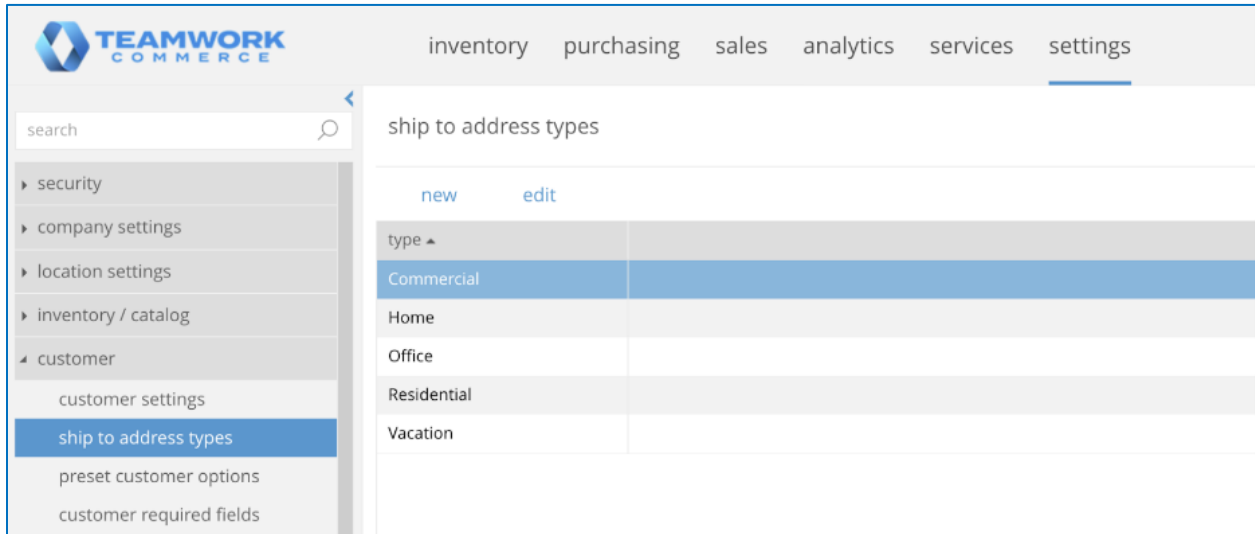 TEAMWORK
COMMERCE
inventory purchasing sales analytics services settings
search
security
company settings
location settings
inventory / catalog
customer
customer settings
ship to address types
preset customer options
customer required fields
ship to address types
new edit
type
Commercial
Home
Office
Residential
Vacation